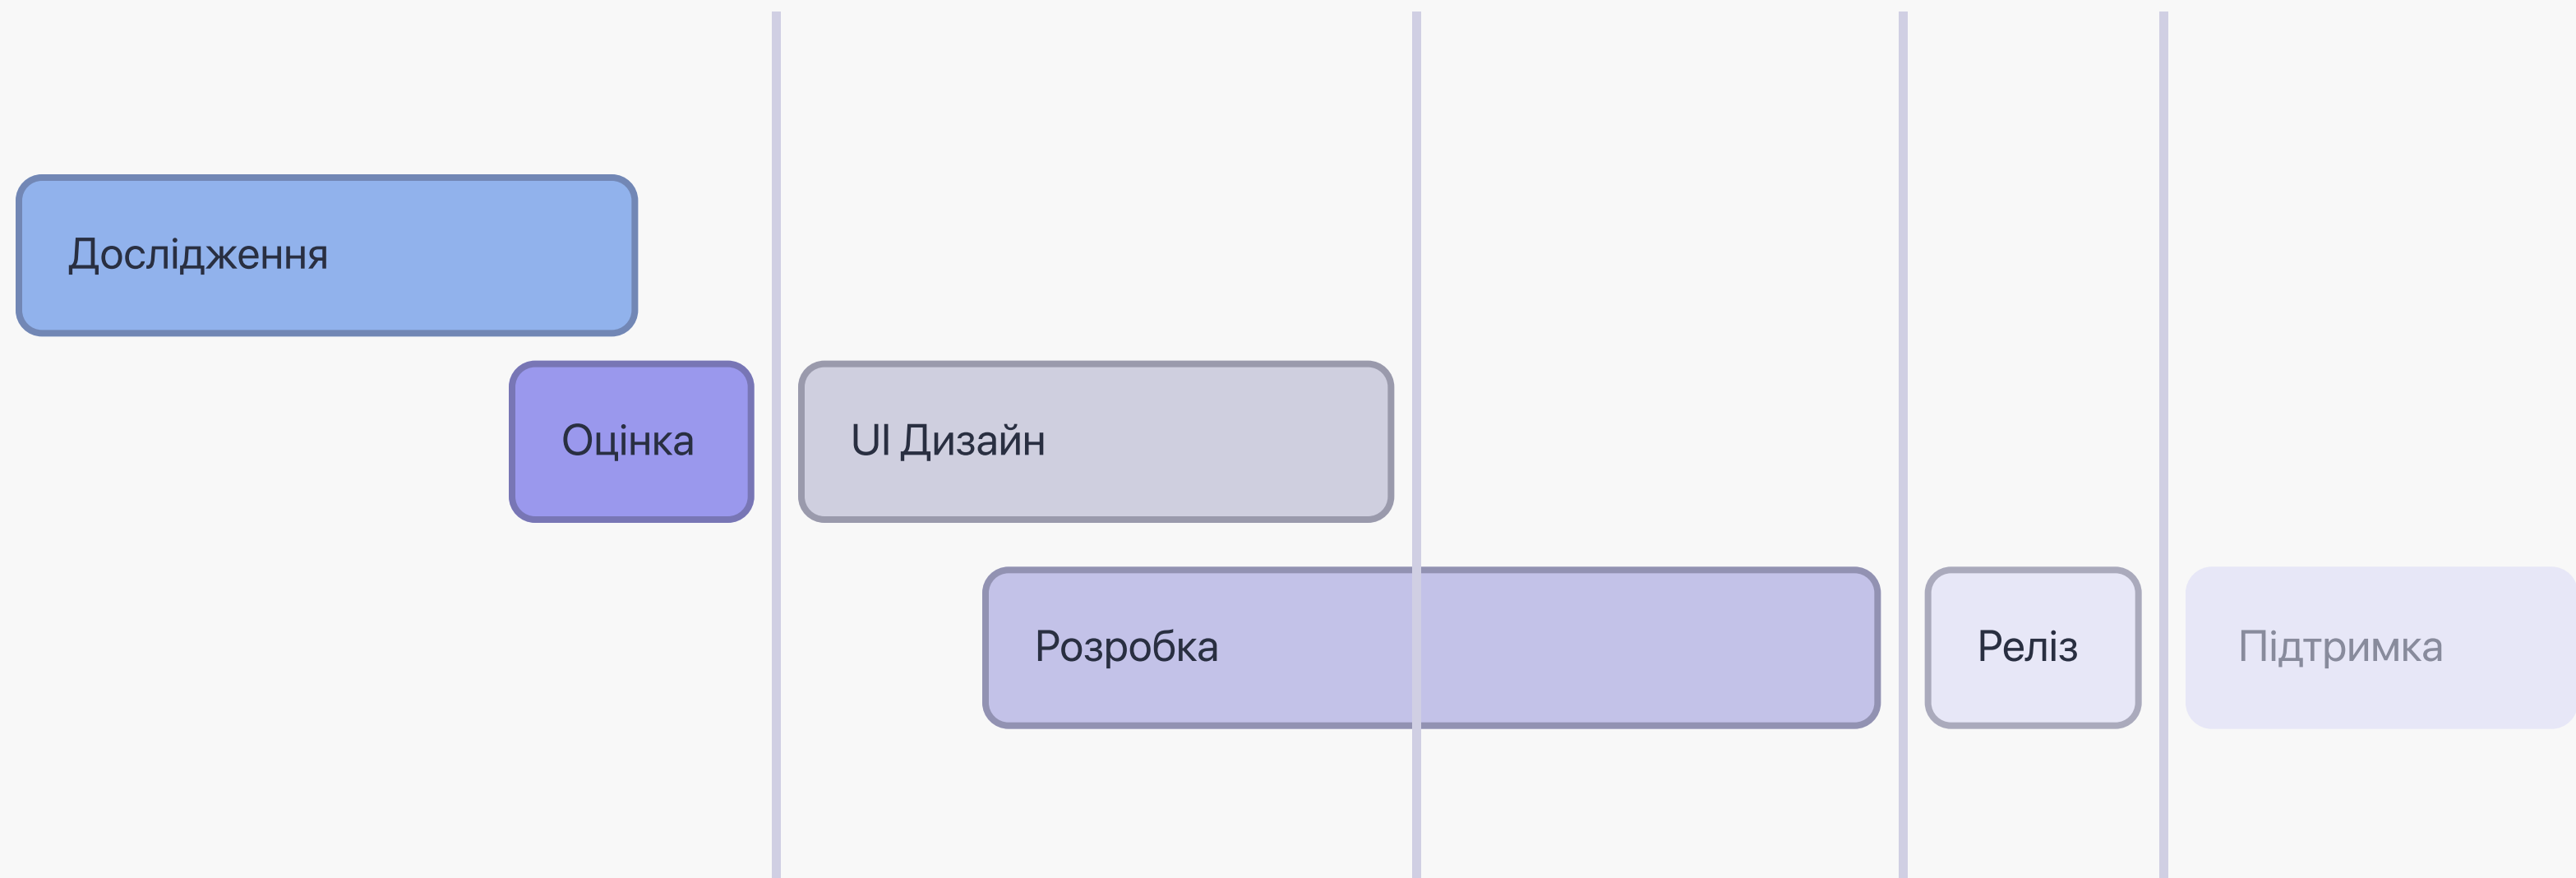 Дослідження
Оцінка
UI Дизайн
Розробка
Реліз
Підтримка